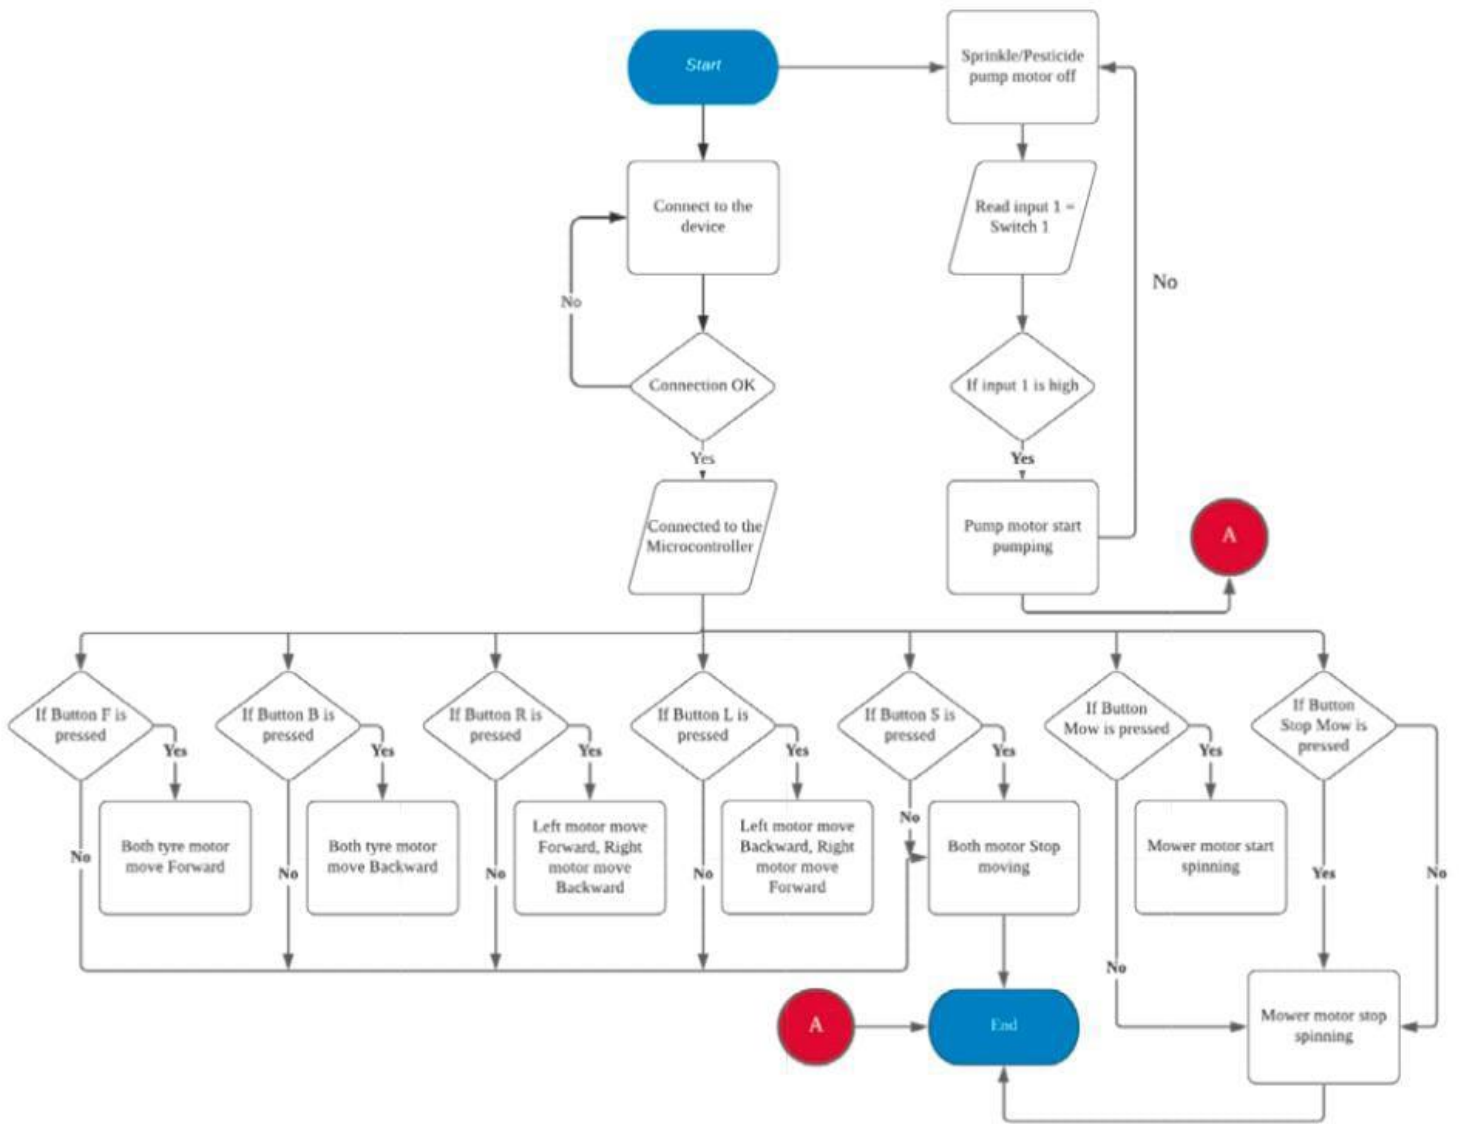 Start
Sprinkle/Pesticide
pump motor off
Connect to the
device
Read input 1 =
Switch 1
No
No
Connection OK
If input 1 is high
Yes
Yes
Connected to the
Microcontroller
Pump motor start
pumping
A
If Button F is
pressed
Yes
If Button B is
pressed
Yes
If Button R is
pressed
Yes
If Button L is
pressed
Yes
If Button S is
pressed
Yes
If Button
Mow is pressed
Yes
If Button
Stop Mow is
pressed
No
Both tyre motor
move Forward
No
Both tyre motor
move Backward
No
Left motor move
Forward, Right
motor move
Backward
No
Left motor move
Backward, Right
motor move
Forward
No
Both motor Stop
moving
Mower motor start
spinning
Yes
No
No
A
End
Mower motor stop
spinning